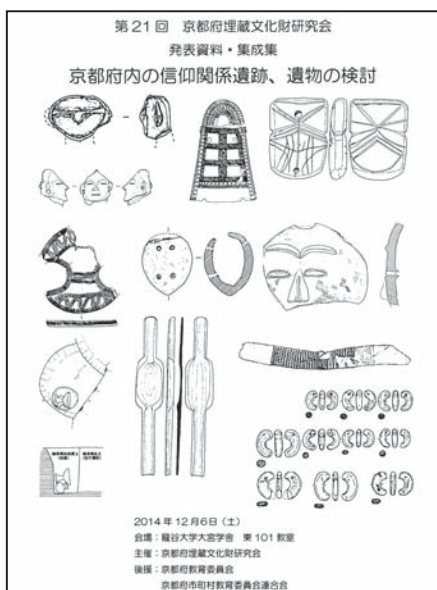 第21回 京都府埋蔵文化財研究会
発表資料・集成集
京都府内の信仰関係遺跡、遺物の検討
2014年12月6日（土）
会場：龍谷大学大宮学舎 東101教室
主催：京都府埋蔵文化財研究会
後援：京都府教育委員会
京都府市町村教育委員会連合会